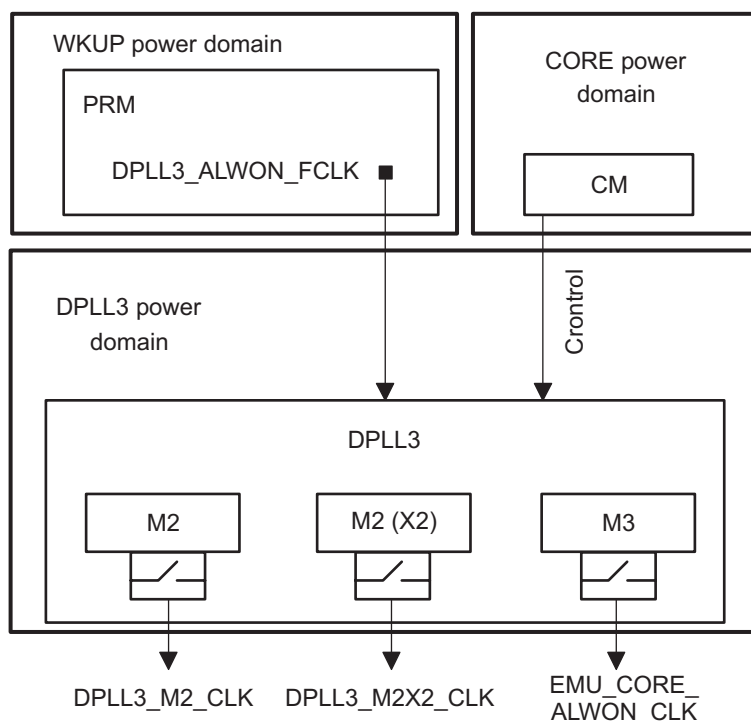 WKUP power domain
PRM
DPLL3_ALWON_FCLK
CORE power
domain
CM
DPLL3 power
domain
Crontrol
DPLL3
M2
M2 (X2)
M3
DPLL3_M2_CLK
DPLL3_M2X2_CLK
EMU_CORE_
ALWON_CLK